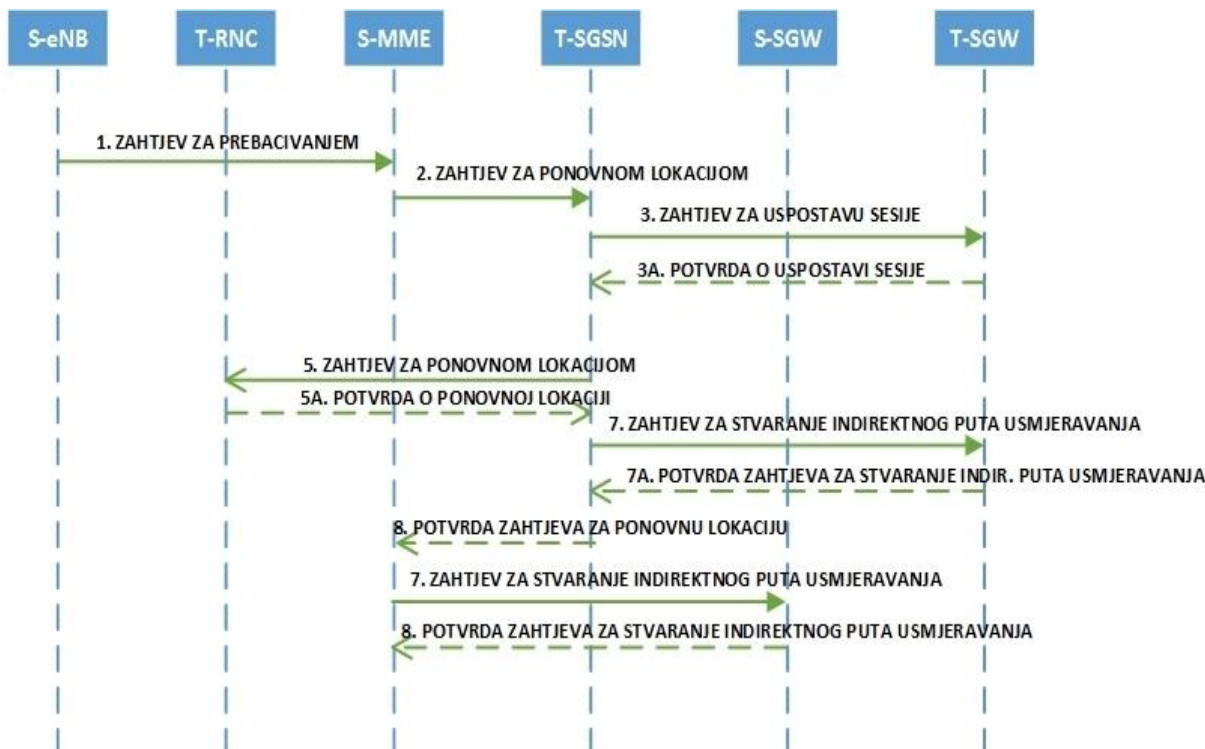 S-eNB T-RNC S-MME T-SGSN S-SGW T-SGW
1. ZAHTJEV ZA PREBACIVANJEM
2. ZAHTJEV ZA PONOVNOM LOKACIJOM
3. ZAHTJEV ZA USPOSTAVU SESIJE
3A. POTVRDA O USPOSTAVI SESIJE
5. ZAHTJEV ZA PONOVNOM LOKACIJOM
5A. POTVRDA O PONOVNOJ LOKACIJI
7. ZAHTJEV ZA STVARANJE INDIREKTNOG PUTA USMJERAVANJA
7A. POTVRDA ZAHTJEVA ZA STVARANJE INDIR. PUTA USMJERAVANJA
8. POTVRDA ZAHTJEVA ZA PONOVNU LOKACIJU
7. ZAHTJEV ZA STVARANJE INDIREKTNOG PUTA USMJERAVANJA
8. POTVRDA ZAHTJEVA ZA STVARANJE INDIREKTNOG PUTA USMJERAVANJA